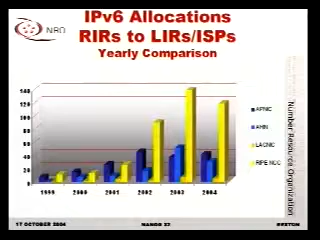 NRO
IPv6 Allocations
RIRs to LIRs/ISPs
Yearly Comparison
140
120
100
80
60
40
20
0
1999 2000 2001 2002 2003 2004
APNIC
ARIN
LACNIC
RIPE NCC
Number Resource Organization
17 OCTOBER 2004 NANOG 32 RESTON